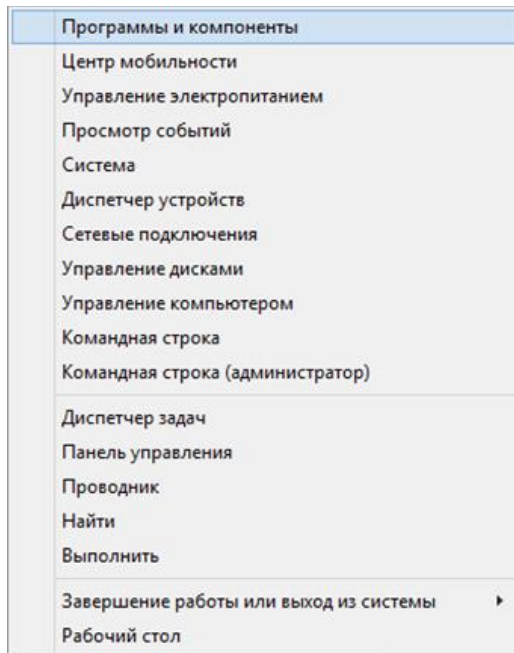 Программы и компоненты
Центр мобильности
Управление электропитанием
Просмотр событий
Система
Диспетчер устройств
Сетевые подключения
Управление дисками
Управление компьютером
Командная строка
Командная строка (администратор)
Диспетчер задач
Панель управления
Проводник
Найти
Выполнить
Завершение работы или выход из системы
Рабочий стол